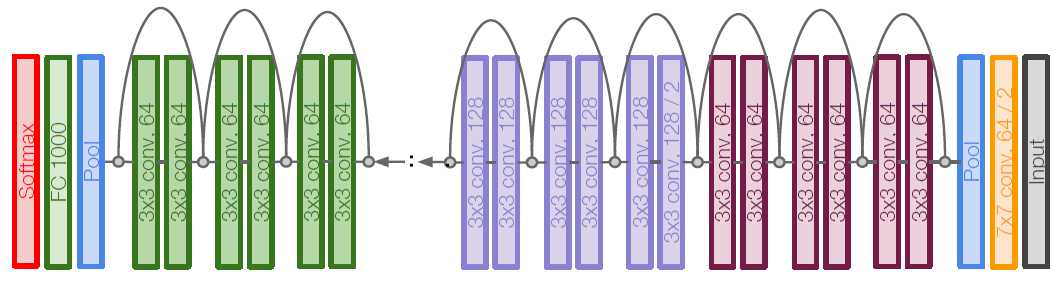 Softmax
FC 1000
Pool
3x3 conv, 64
3x3 conv, 64
3x3 conv, 64
3x3 conv, 64
3x3 conv, 64
3x3 conv, 64
:
3x3 conv, 128
3x3 conv, 128
3x3 conv, 128
3x3 conv, 128
3x3 conv, 128
3x3 conv, 128 / 2
3x3 conv, 64
3x3 conv, 64
3x3 conv, 64
3x3 conv, 64
3x3 conv, 64
3x3 conv, 64
Pool
7x7 conv, 64 / 2
Input